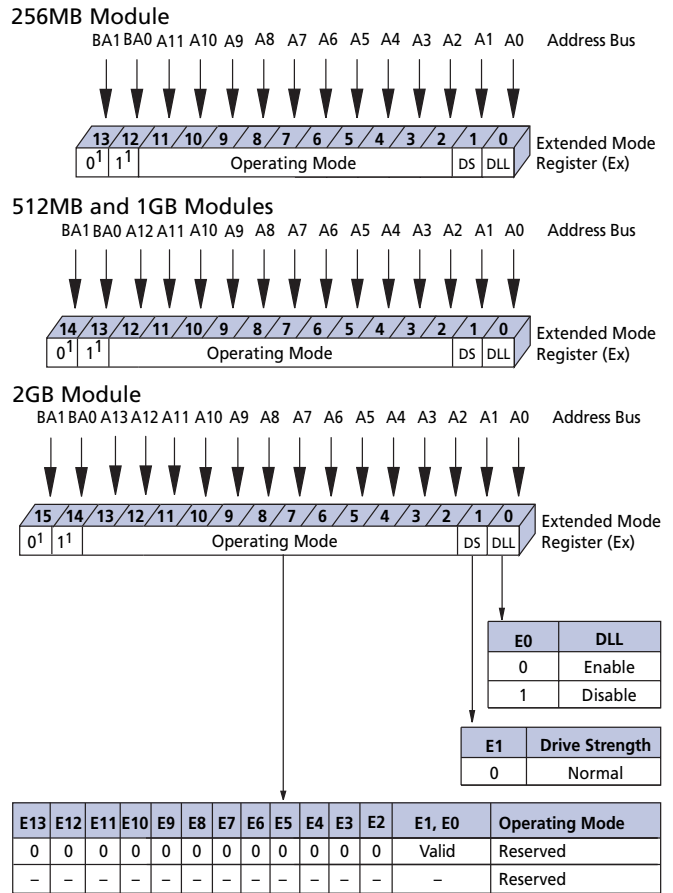 256MB Module
BA1 BA0 A11 A10 A9 A8 A7 A6 A5 A4 A3 A2 A1 A0 Address Bus
13 12 11 10 9 8 7 6 5 4 3 2 1 0 Extended Mode
0¹ 1¹ Operating Mode DS DLL Register (Ex)
512MB and 1GB Modules
BA1 BA0 A12 A11 A10 A9 A8 A7 A6 A5 A4 A3 A2 A1 A0 Address Bus
14 13 12 11 10 9 8 7 6 5 4 3 2 1 0 Extended Mode
0¹ 1¹ Operating Mode DS DLL Register (Ex)
2GB Module
BA1 BA0 A13 A12 A11 A10 A9 A8 A7 A6 A5 A4 A3 A2 A1 A0 Address Bus
15 14 13 12 11 10 9 8 7 6 5 4 3 2 1 0 Extended Mode
0¹ 1¹ Operating Mode DS DLL Register (Ex)
E0 DLL
0 Enable
1 Disable
E1 Drive Strength
0 Normal
E13 E12 E11 E10 E9 E8 E7 E6 E5 E4 E3 E2 E1, E0 Operating Mode
0 0 0 0 0 0 0 0 0 0 0 0 Valid Reserved
– – – – – – – – – – – – – Reserved